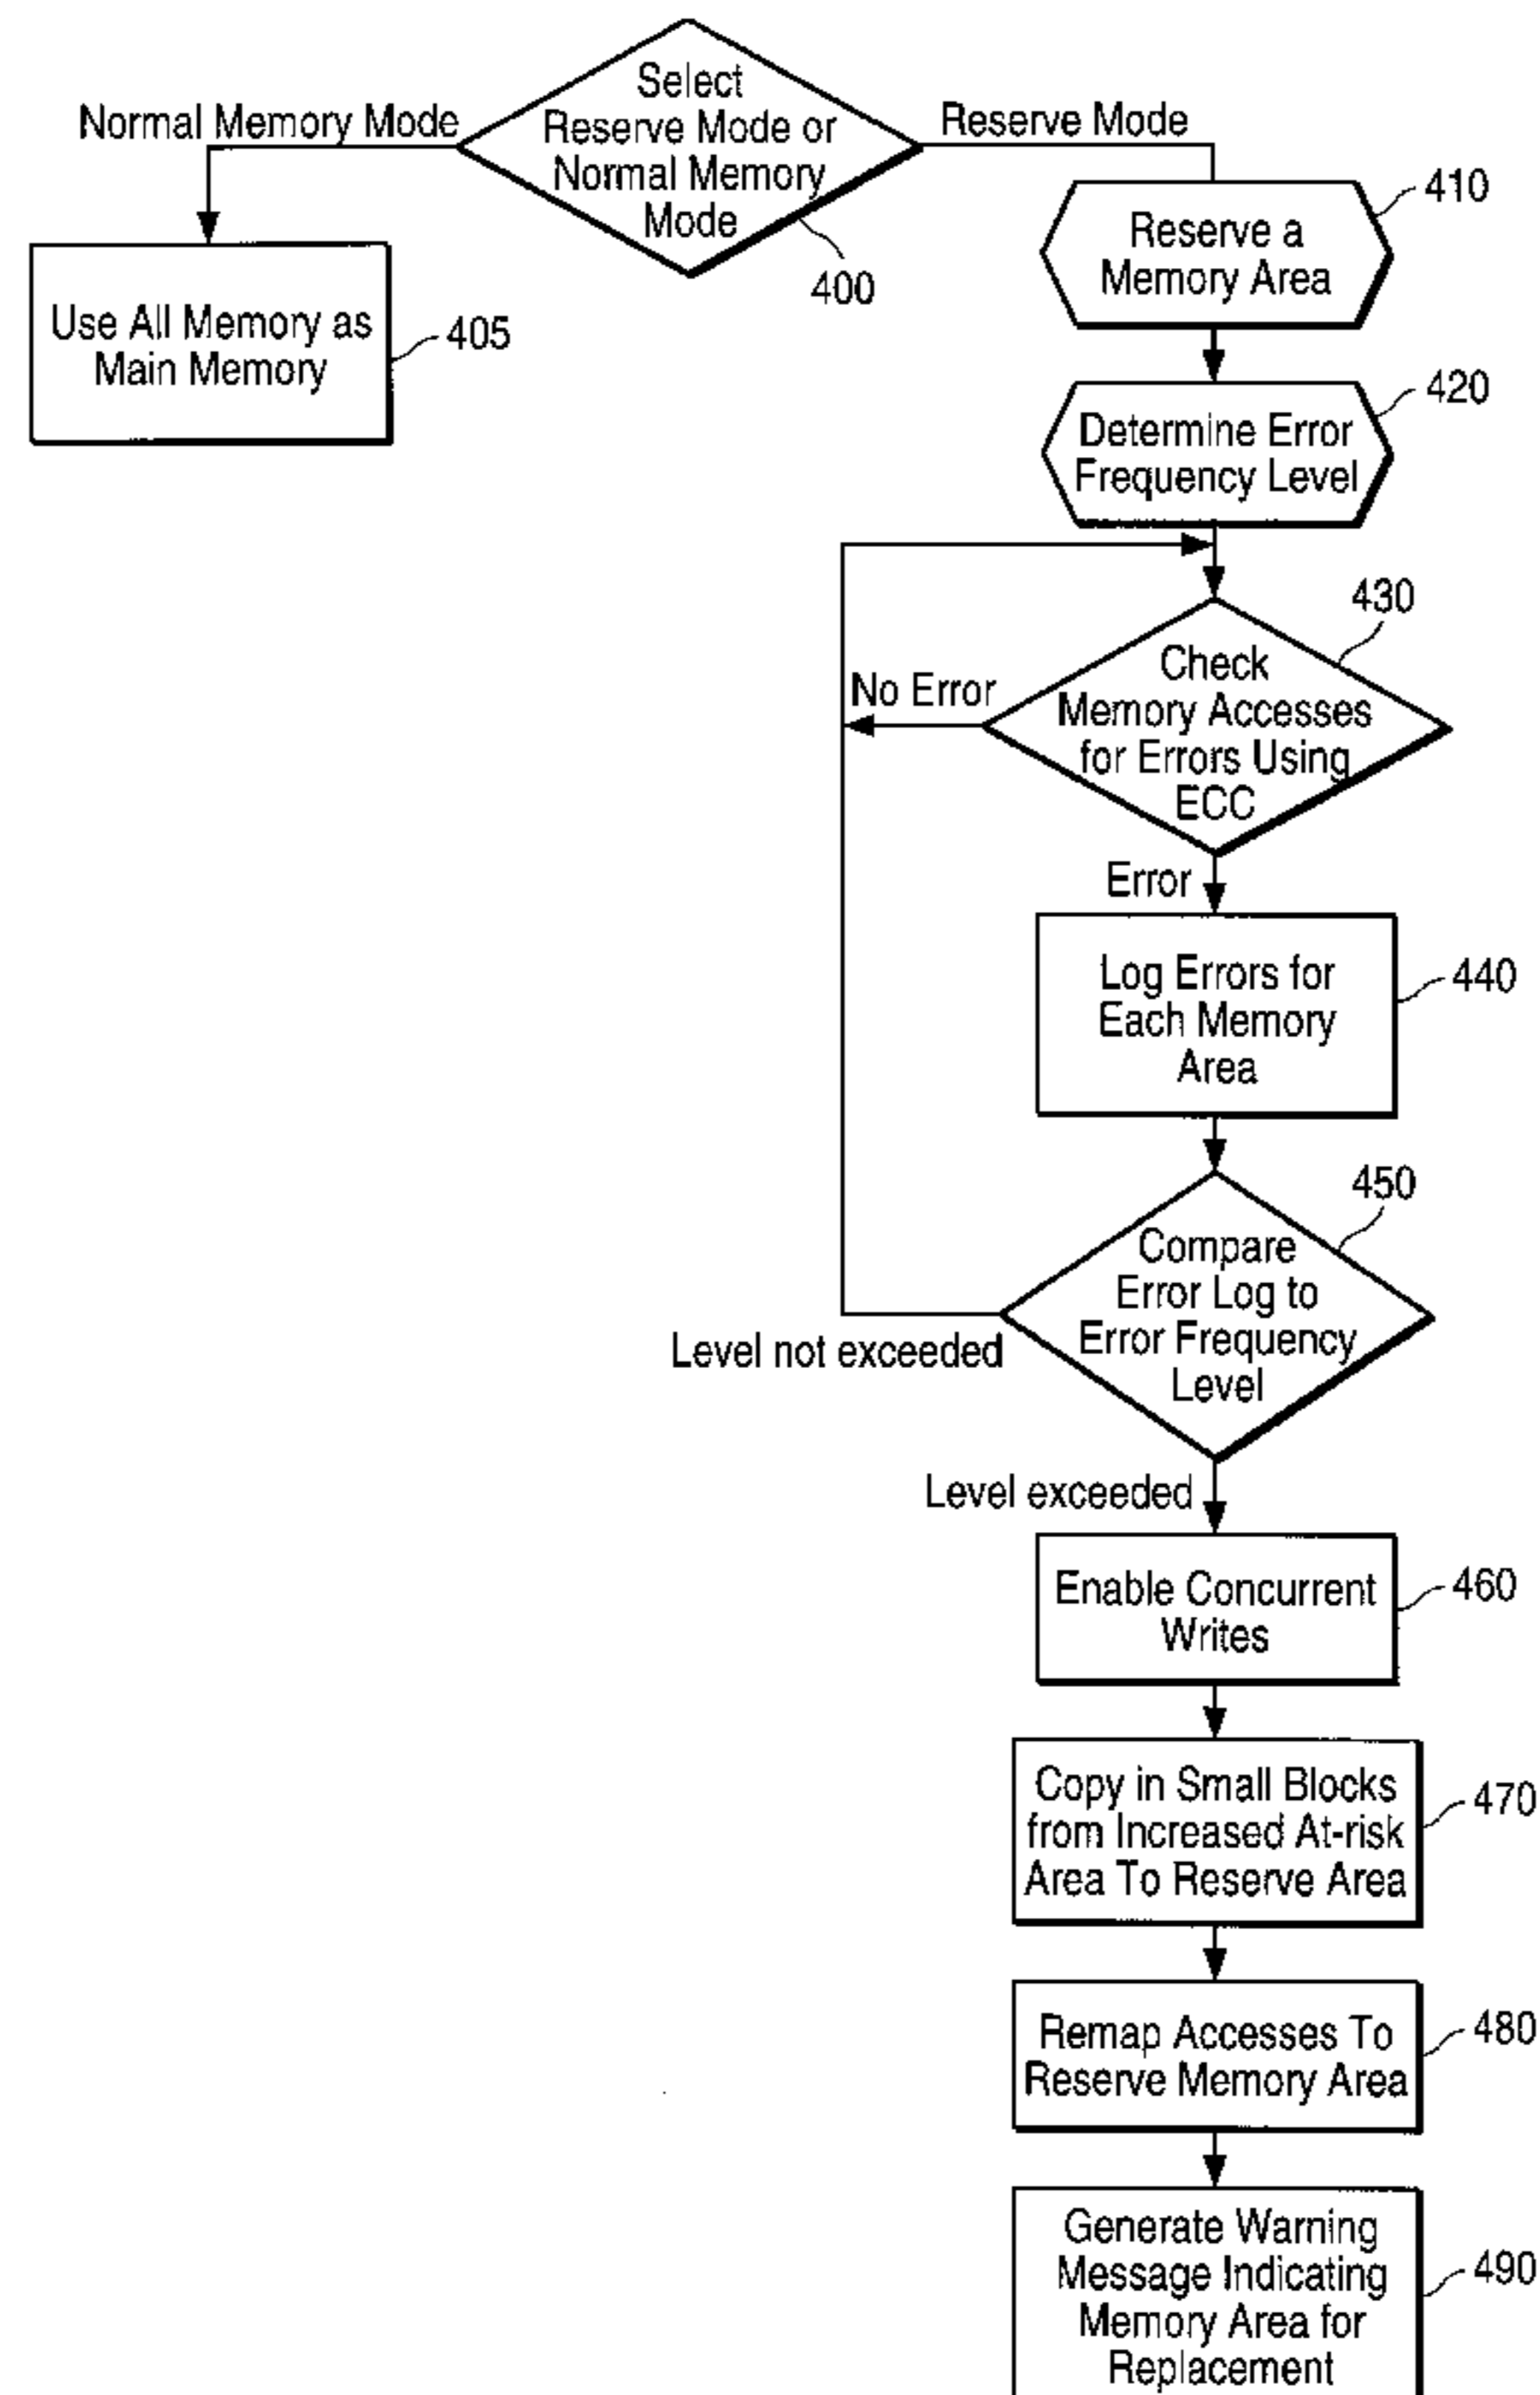 Select
Reserve Mode or
Normal Memory
Mode
400
Normal Memory Mode
Reserve Mode
Use All Memory as
Main Memory
405
Reserve a
Memory Area
410
Determine Error
Frequency Level
420
430
Check
Memory Accesses
for Errors Using
ECC
No Error
Error
Log Errors for
Each Memory
Area
440
450
Compare
Error Log to
Error Frequency
Level
Level not exceeded
Level exceeded
Enable Concurrent
Writes
460
Copy in Small Blocks
from Increased At-risk
Area To Reserve Area
470
Remap Accesses To
Reserve Memory Area
480
Generate Warning
Message Indicating
Memory Area for
Replacement
490